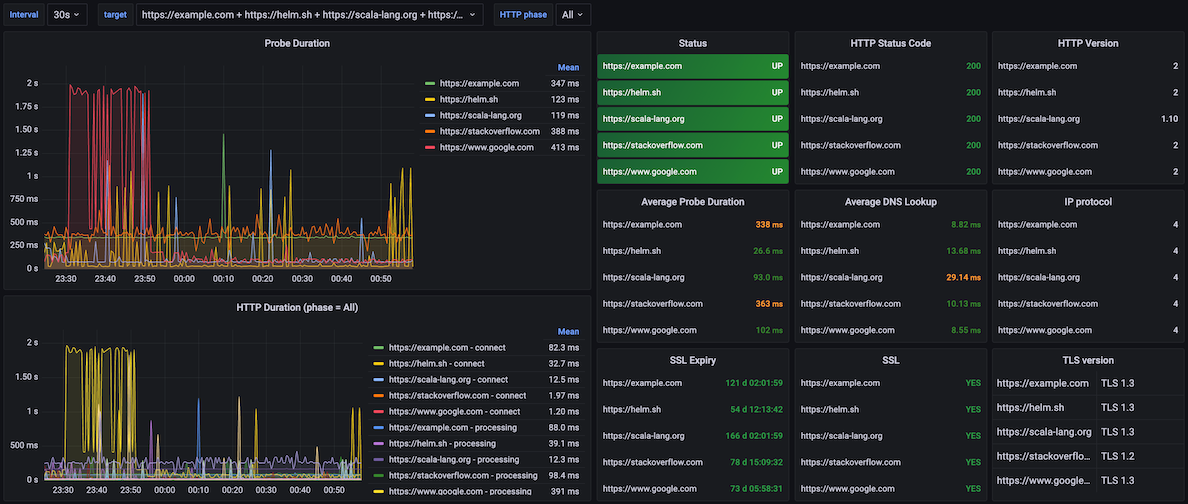 Interval 30s target https://example.com + https://helm.sh + https://scala-lang.org + https:/... HTTP phase All
Probe Duration
Mean
https://example.com 347 ms
https://helm.sh 123 ms
https://scala-lang.org 119 ms
https://stackoverflow.com 388 ms
https://www.google.com 413 ms
2 s
1.75 s
1.50 s
1.25 s
1 s
750 ms
500 ms
250 ms
0 s
23:30 23:40 23:50 00:00 00:10 00:20 00:30 00:40 00:50
HTTP Duration (phase = All)
Mean
https://example.com - connect 82.3 ms
https://helm.sh - connect 32.7 ms
https://scala-lang.org - connect 12.5 ms
https://stackoverflow.com - connect 1.97 ms
https://www.google.com - connect 1.20 ms
https://example.com - processing 88.0 ms
https://helm.sh - processing 39.1 ms
https://scala-lang.org - processing 12.3 ms
https://stackoverflow.com - processing 98.4 ms
https://www.google.com - processing 391 ms
2 s
1.50 s
1 s
500 ms
0 s
23:30 23:40 23:50 00:00 00:10 00:20 00:30 00:40 00:50
Status
https://example.com UP
https://helm.sh UP
https://scala-lang.org UP
https://stackoverflow.com UP
https://www.google.com UP
HTTP Status Code
https://example.com 200
https://helm.sh 200
https://scala-lang.org 200
https://stackoverflow.com 200
https://www.google.com 200
HTTP Version
https://example.com 2
https://helm.sh 2
https://scala-lang.org 1.10
https://stackoverflow.com 2
https://www.google.com 2
Average Probe Duration
https://example.com 338 ms
https://helm.sh 26.6 ms
https://scala-lang.org 93.0 ms
https://stackoverflow.com 363 ms
https://www.google.com 102 ms
Average DNS Lookup
https://example.com 8.82 ms
https://helm.sh 13.68 ms
https://scala-lang.org 29.14 ms
https://stackoverflow.com 10.13 ms
https://www.google.com 8.55 ms
IP protocol
https://example.com 4
https://helm.sh 4
https://scala-lang.org 4
https://stackoverflow.com 4
https://www.google.com 4
SSL Expiry
https://example.com 121 d 02:01:59
https://helm.sh 54 d 12:13:42
https://scala-lang.org 166 d 02:01:59
https://stackoverflow.com 78 d 15:09:32
https://www.google.com 73 d 05:58:31
SSL
https://example.com YES
https://helm.sh YES
https://scala-lang.org YES
https://stackoverflow.com YES
https://www.google.com YES
TLS version
https://example.com TLS 1.3
https://helm.sh TLS 1.3
https://scala-lang.org TLS 1.3
https://stackoverflo... TLS 1.2
https://www.google... TLS 1.3